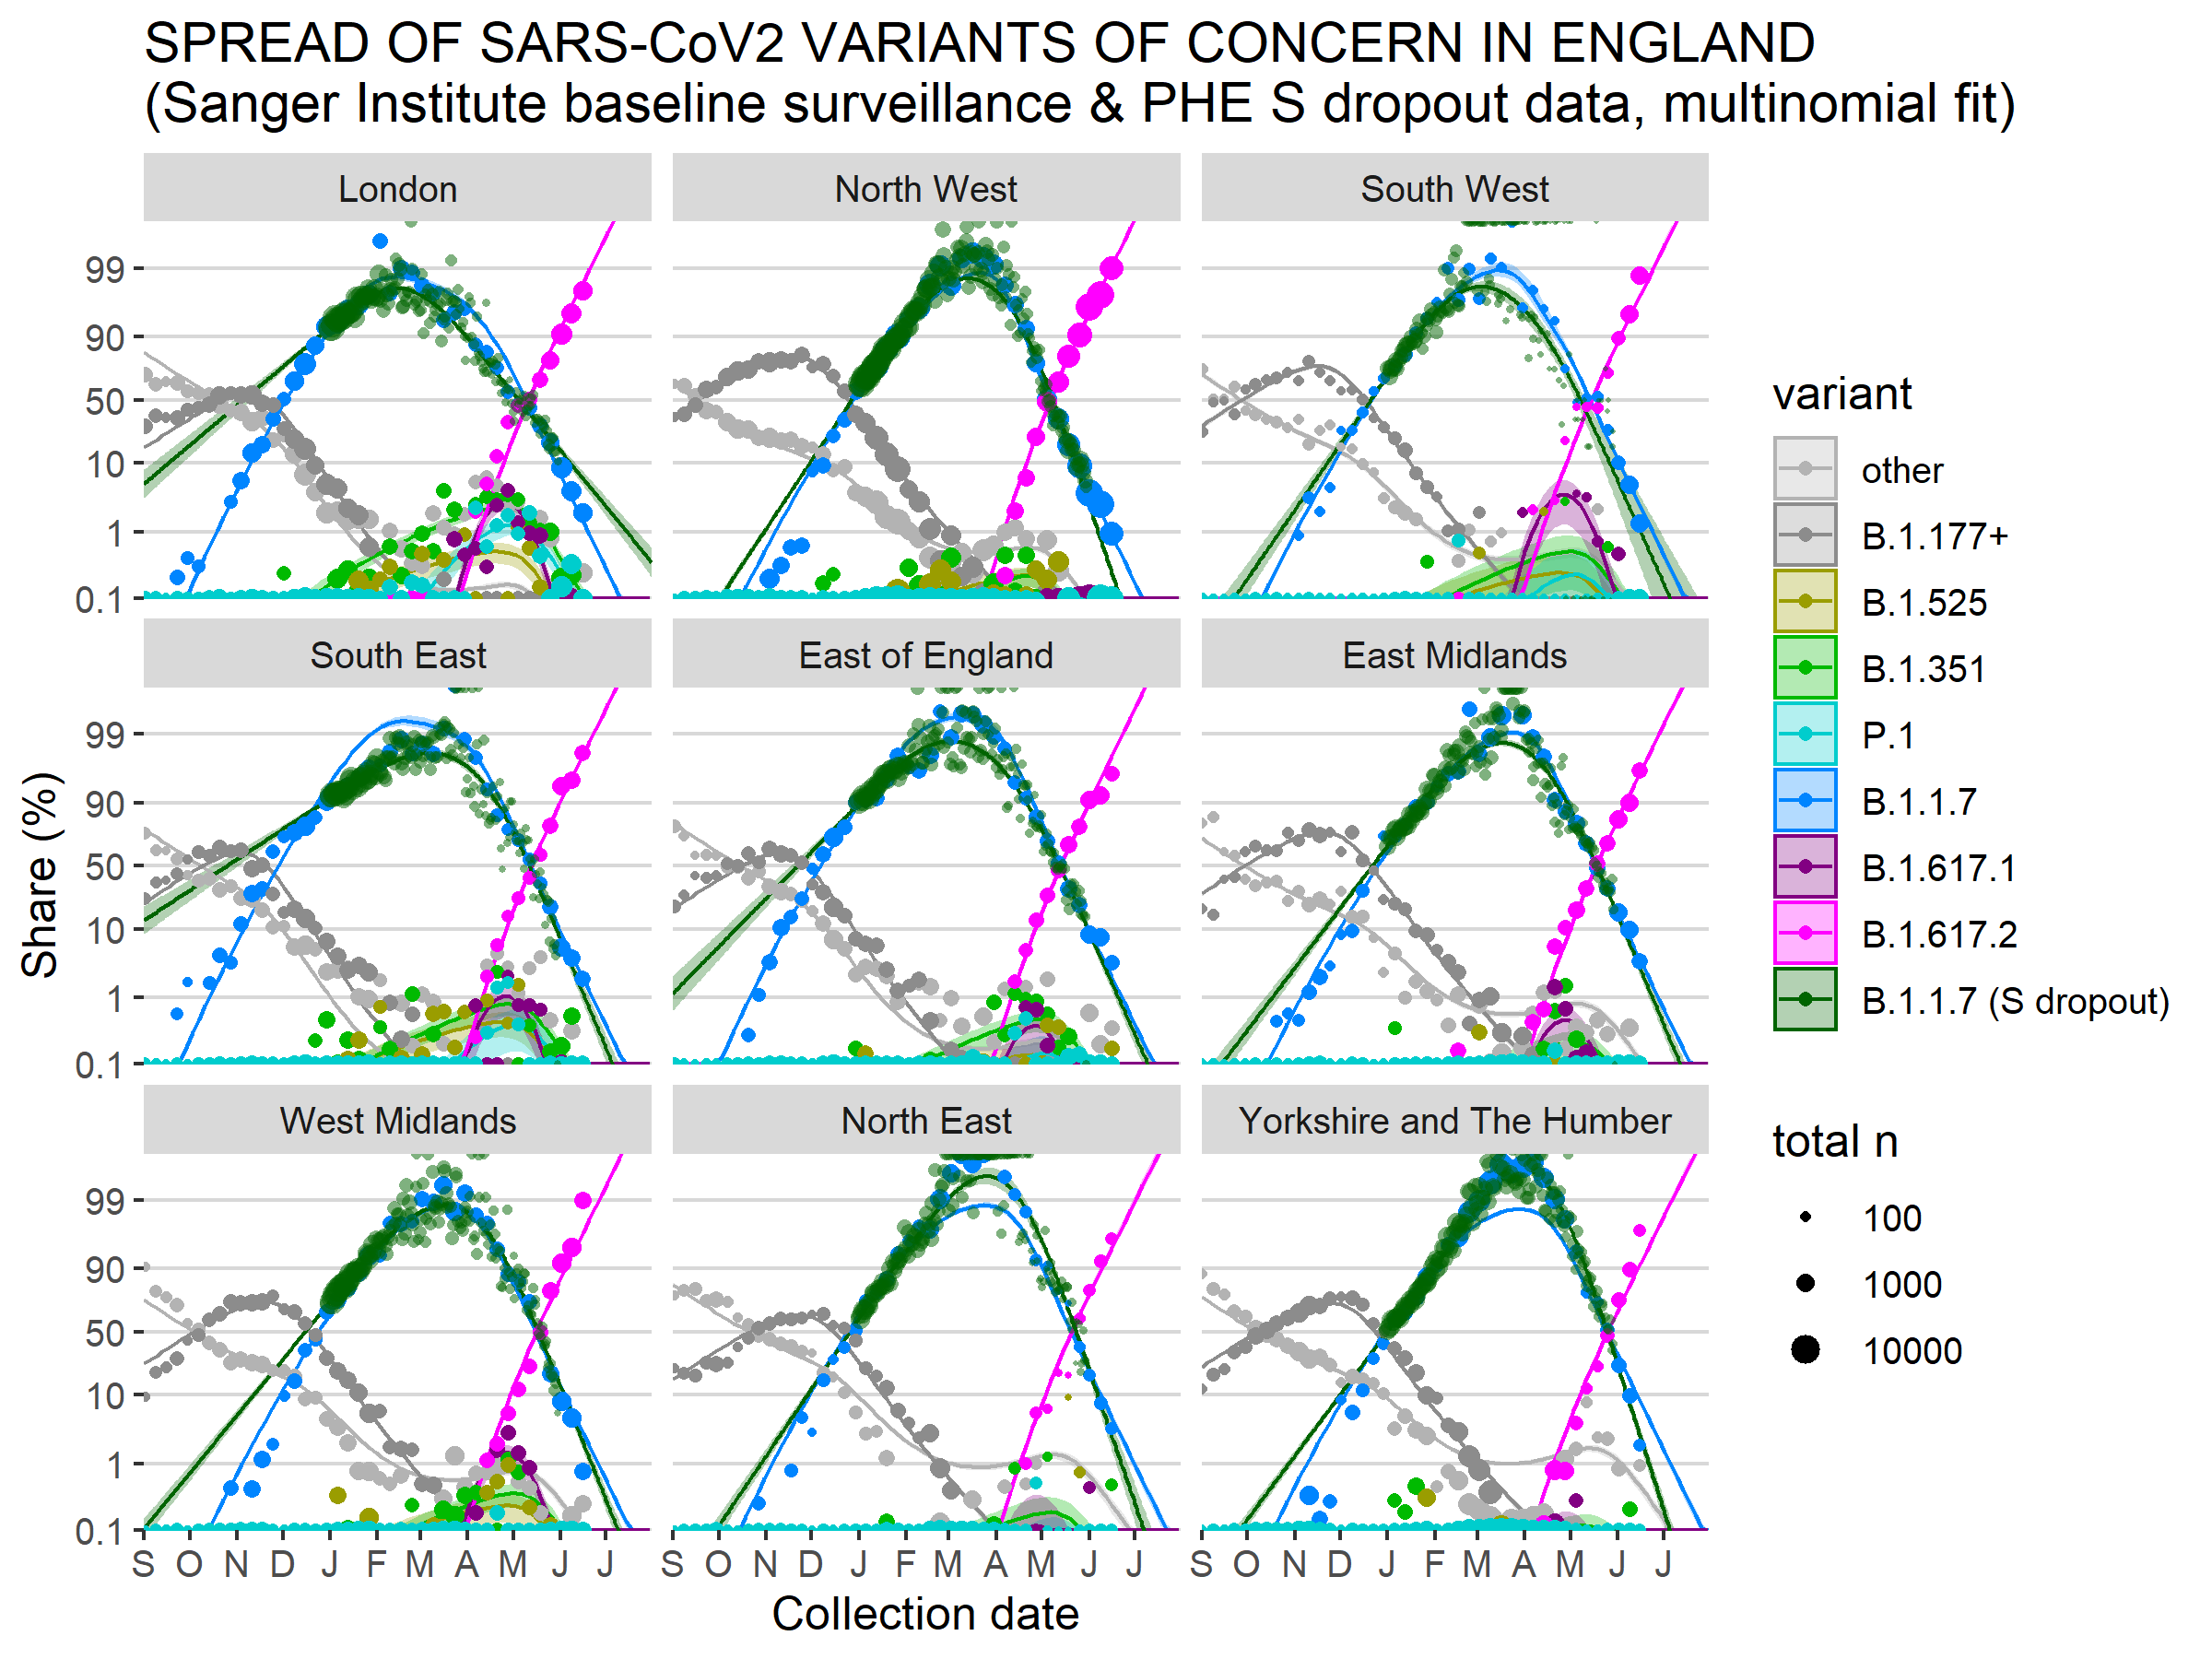 SPREAD OF SARS-CoV2 VARIANTS OF CONCERN IN ENGLAND
(Sanger Institute baseline surveillance & PHE S dropout data, multinomial fit)
London
North West
South West
99
90
50
10
1
0.1
South East
East of England
East Midlands
99
90
50
10
1
0.1
West Midlands
North East
Yorkshire and The Humber
99
90
50
10
1
0.1
S O N D J F M A M J J
S O N D J F M A M J J
S O N D J F M A M J J
Share (%)
Collection date
variant
other
B.1.177+
B.1.525
B.1.351
P.1
B.1.1.7
B.1.617.1
B.1.617.2
B.1.1.7 (S dropout)
total n
100
1000
10000